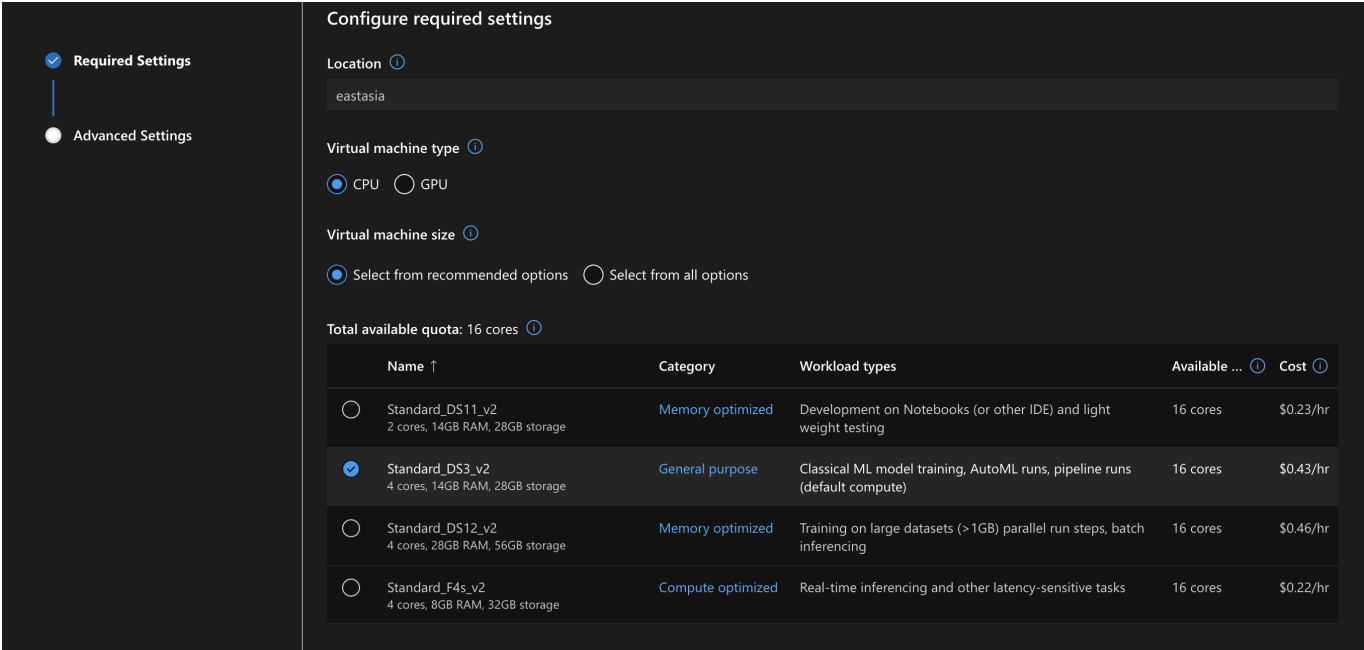 Configure required settings
Required Settings
Advanced Settings
Location
eastasia
Virtual machine type
CPU GPU
Virtual machine size
Select from recommended options Select from all options
Total available quota: 16 cores
Name ↑ Category Workload types Available ... Cost
Standard_DS11_v2 Memory optimized Development on Notebooks (or other IDE) and light 16 cores $0.23/hr
2 cores, 14GB RAM, 28GB storage weight testing
Standard_DS3_v2 General purpose Classical ML model training, AutoML runs, pipeline runs 16 cores $0.43/hr
4 cores, 14GB RAM, 28GB storage (default compute)
Standard_DS12_v2 Memory optimized Training on large datasets (>1GB) parallel run steps, batch 16 cores $0.46/hr
4 cores, 28GB RAM, 56GB storage inferencing
Standard_F4s_v2 Compute optimized Real-time inferencing and other latency-sensitive tasks 16 cores $0.22/hr
4 cores, 8GB RAM, 32GB storage